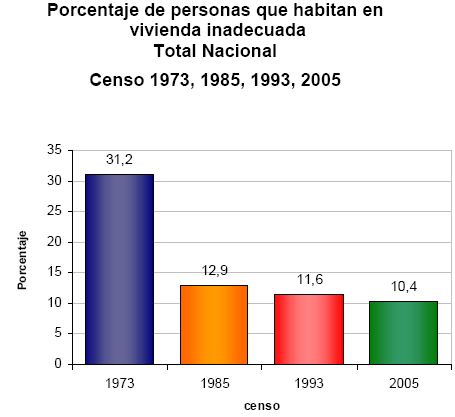 Porcentaje de personas que habitan en
vivienda inadecuada
Total Nacional
Censo 1973, 1985, 1993, 2005
Porcentaje
35
30
25
20
15
10
5
0
31,2
12,9
11,6
10,4
1973
1985
1993
2005
censo